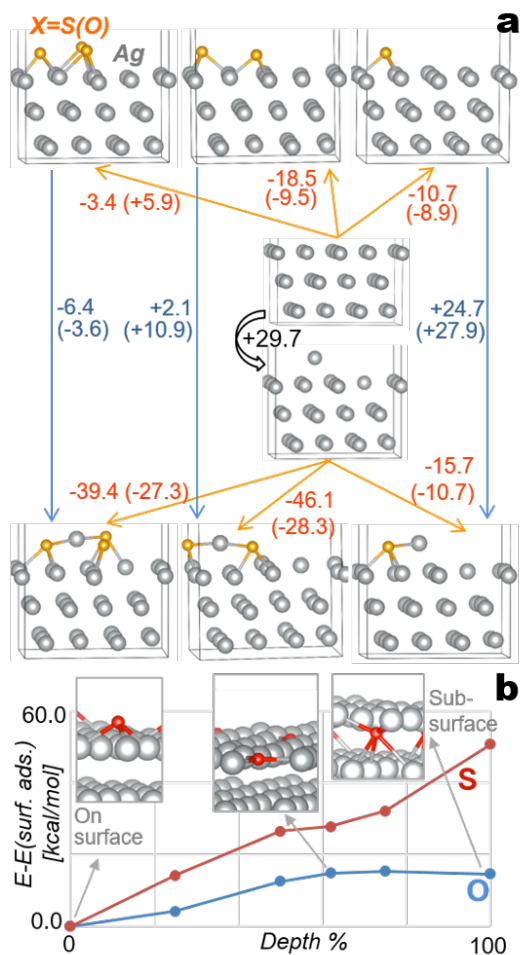 X=S(O)
a
Ag
-3.4 (+5.9)
-18.5
(-9.5)
-10.7
(-8.9)
-6.4
(-3.6)
+2.1
(+10.9)
+29.7
+24.7
(+27.9)
-39.4 (-27.3)
-46.1
(-28.3)
-15.7
(-10.7)
b
60.0
Sub-
surface
S
On
surface
E-E(surf. ads.)
[kcal/mol]
O
0.0
0
Depth %
100